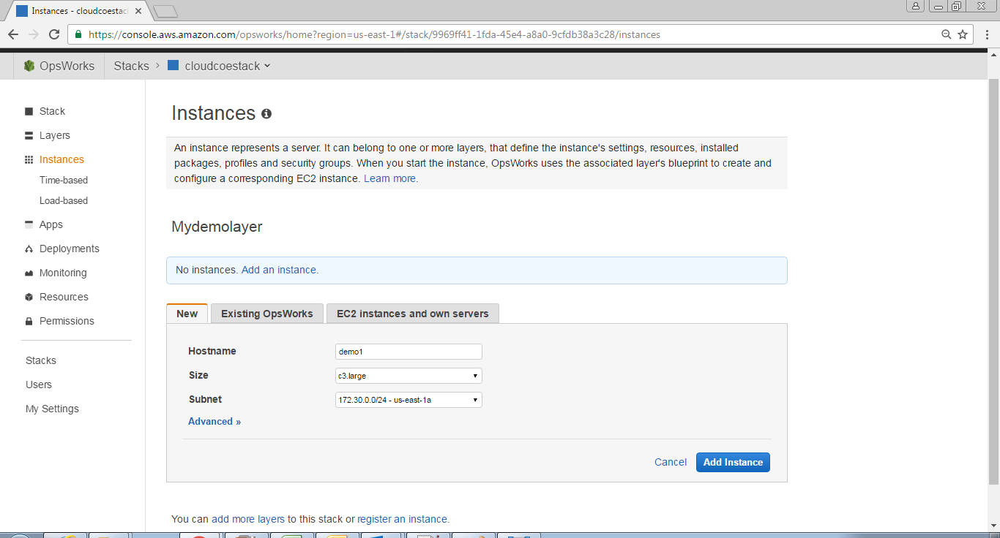 Instances - cloudcoestac
https://console.aws.amazon.com/opsworks/home?region=us-east-1#/stack/9969ff41-1fda-45e4-a8a0-9cfdb38a3c28/instances
OpsWorks Stacks > cloudcoestack
Stack
Layers
Instances
Time-based
Load-based
Apps
Deployments
Monitoring
Resources
Permissions
Stacks
Users
My Settings
Instances
An instance represents a server. It can belong to one or more layers, that define the instance's settings, resources, installed
packages, profiles and security groups. When you start the instance, OpsWorks uses the associated layer's blueprint to create and
configure a corresponding EC2 instance. Learn more.
Mydemolayer
No instances. Add an instance.
New Existing OpsWorks EC2 instances and own servers
Hostname demo1
Size c3.large
Subnet 172.30.0.0/24 - us-east-1a
Advanced »
Cancel Add Instance
You can add more layers to this stack or register an instance.